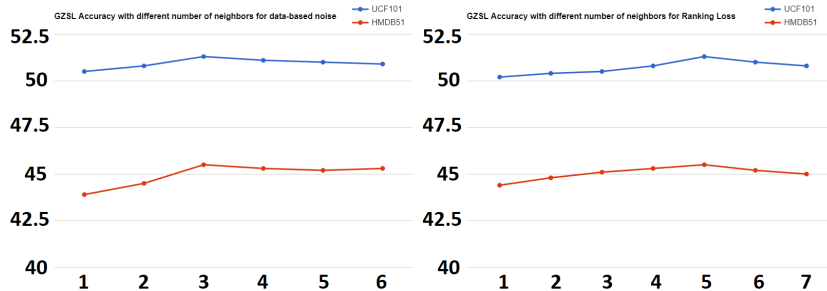 GZSL Accuracy with different number of neighbors for data-based noise
UCF101
HMDB51
52.5
50
47.5
45
42.5
40
1 2 3 4 5 6
GZSL Accuracy with different number of neighbors for Ranking Loss
UCF101
HMDB51
52.5
50
47.5
45
42.5
40
1 2 3 4 5 6 7